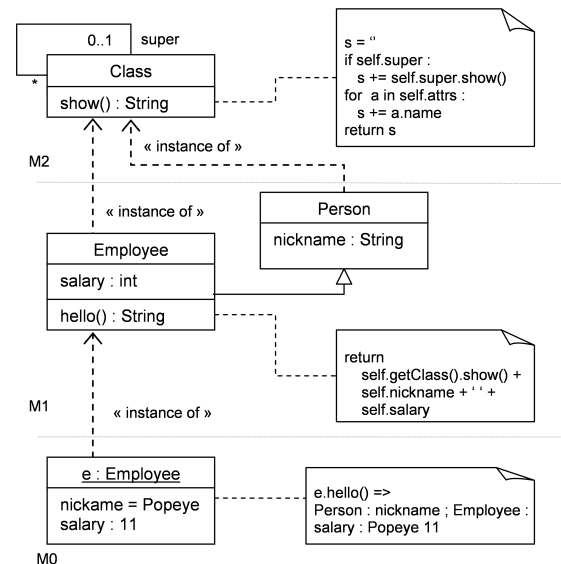 0..1 super
Class
*
show() : String
s = ‘’
if self.super :
s += self.super.show()
for a in self.attrs :
s += a.name
return s
« instance of »
M2
« instance of »
Person
nickname : String
Employee
salary : int
hello() : String
return
self.getClass().show() +
self.nickname + ‘ ‘ +
self.salary
M1
« instance of »
e : Employee
nickame = Popeye
salary : 11
e.hello() =>
Person : nickname ; Employee :
salary : Popeye 11
M0